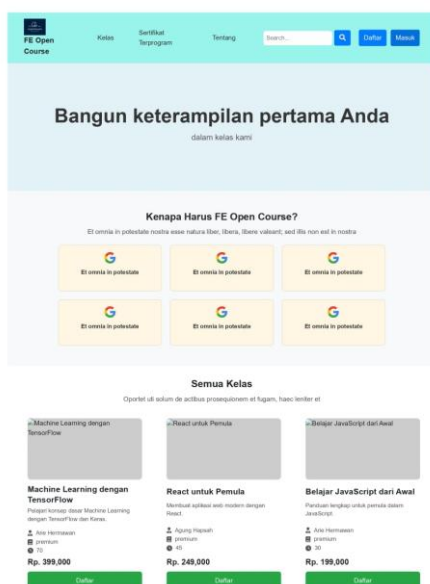 FE Open
Course
Kelas
Sertifikat
Terprogram
Tentang
Search...
Daftar
Masuk
Bangun keterampilan pertama Anda
dalam kelas kami
Kenapa Harus FE Open Course?
Et omnia in potestate nostra esse natura liber, libera, libere valeant; sed illis non est in nostra
Et omnia in potestate
Et omnia in potestate
Et omnia in potestate
Et omnia in potestate
Et omnia in potestate
Et omnia in potestate
Semua Kelas
Oportet uti solum de actibus prosequionem et fugam, haec leniter et
Machine Learning dengan
TensorFlow
React untuk Pemula
Belajar JavaScript dari Awal
Machine Learning dengan
TensorFlow
Pelajari konsep dasar Machine Learning
dengan TensorFlow dan Keras.
Arie Hermawan
premium
70
Rp. 399,000
Daftar
React untuk Pemula
Membuat aplikasi web modern dengan
React.
Agung Hapsah
premium
45
Rp. 249,000
Daftar
Belajar JavaScript dari Awal
Panduan lengkap untuk pemula dalam
JavaScript.
Arie Hermawan
premium
30
Rp. 199,000
Daftar